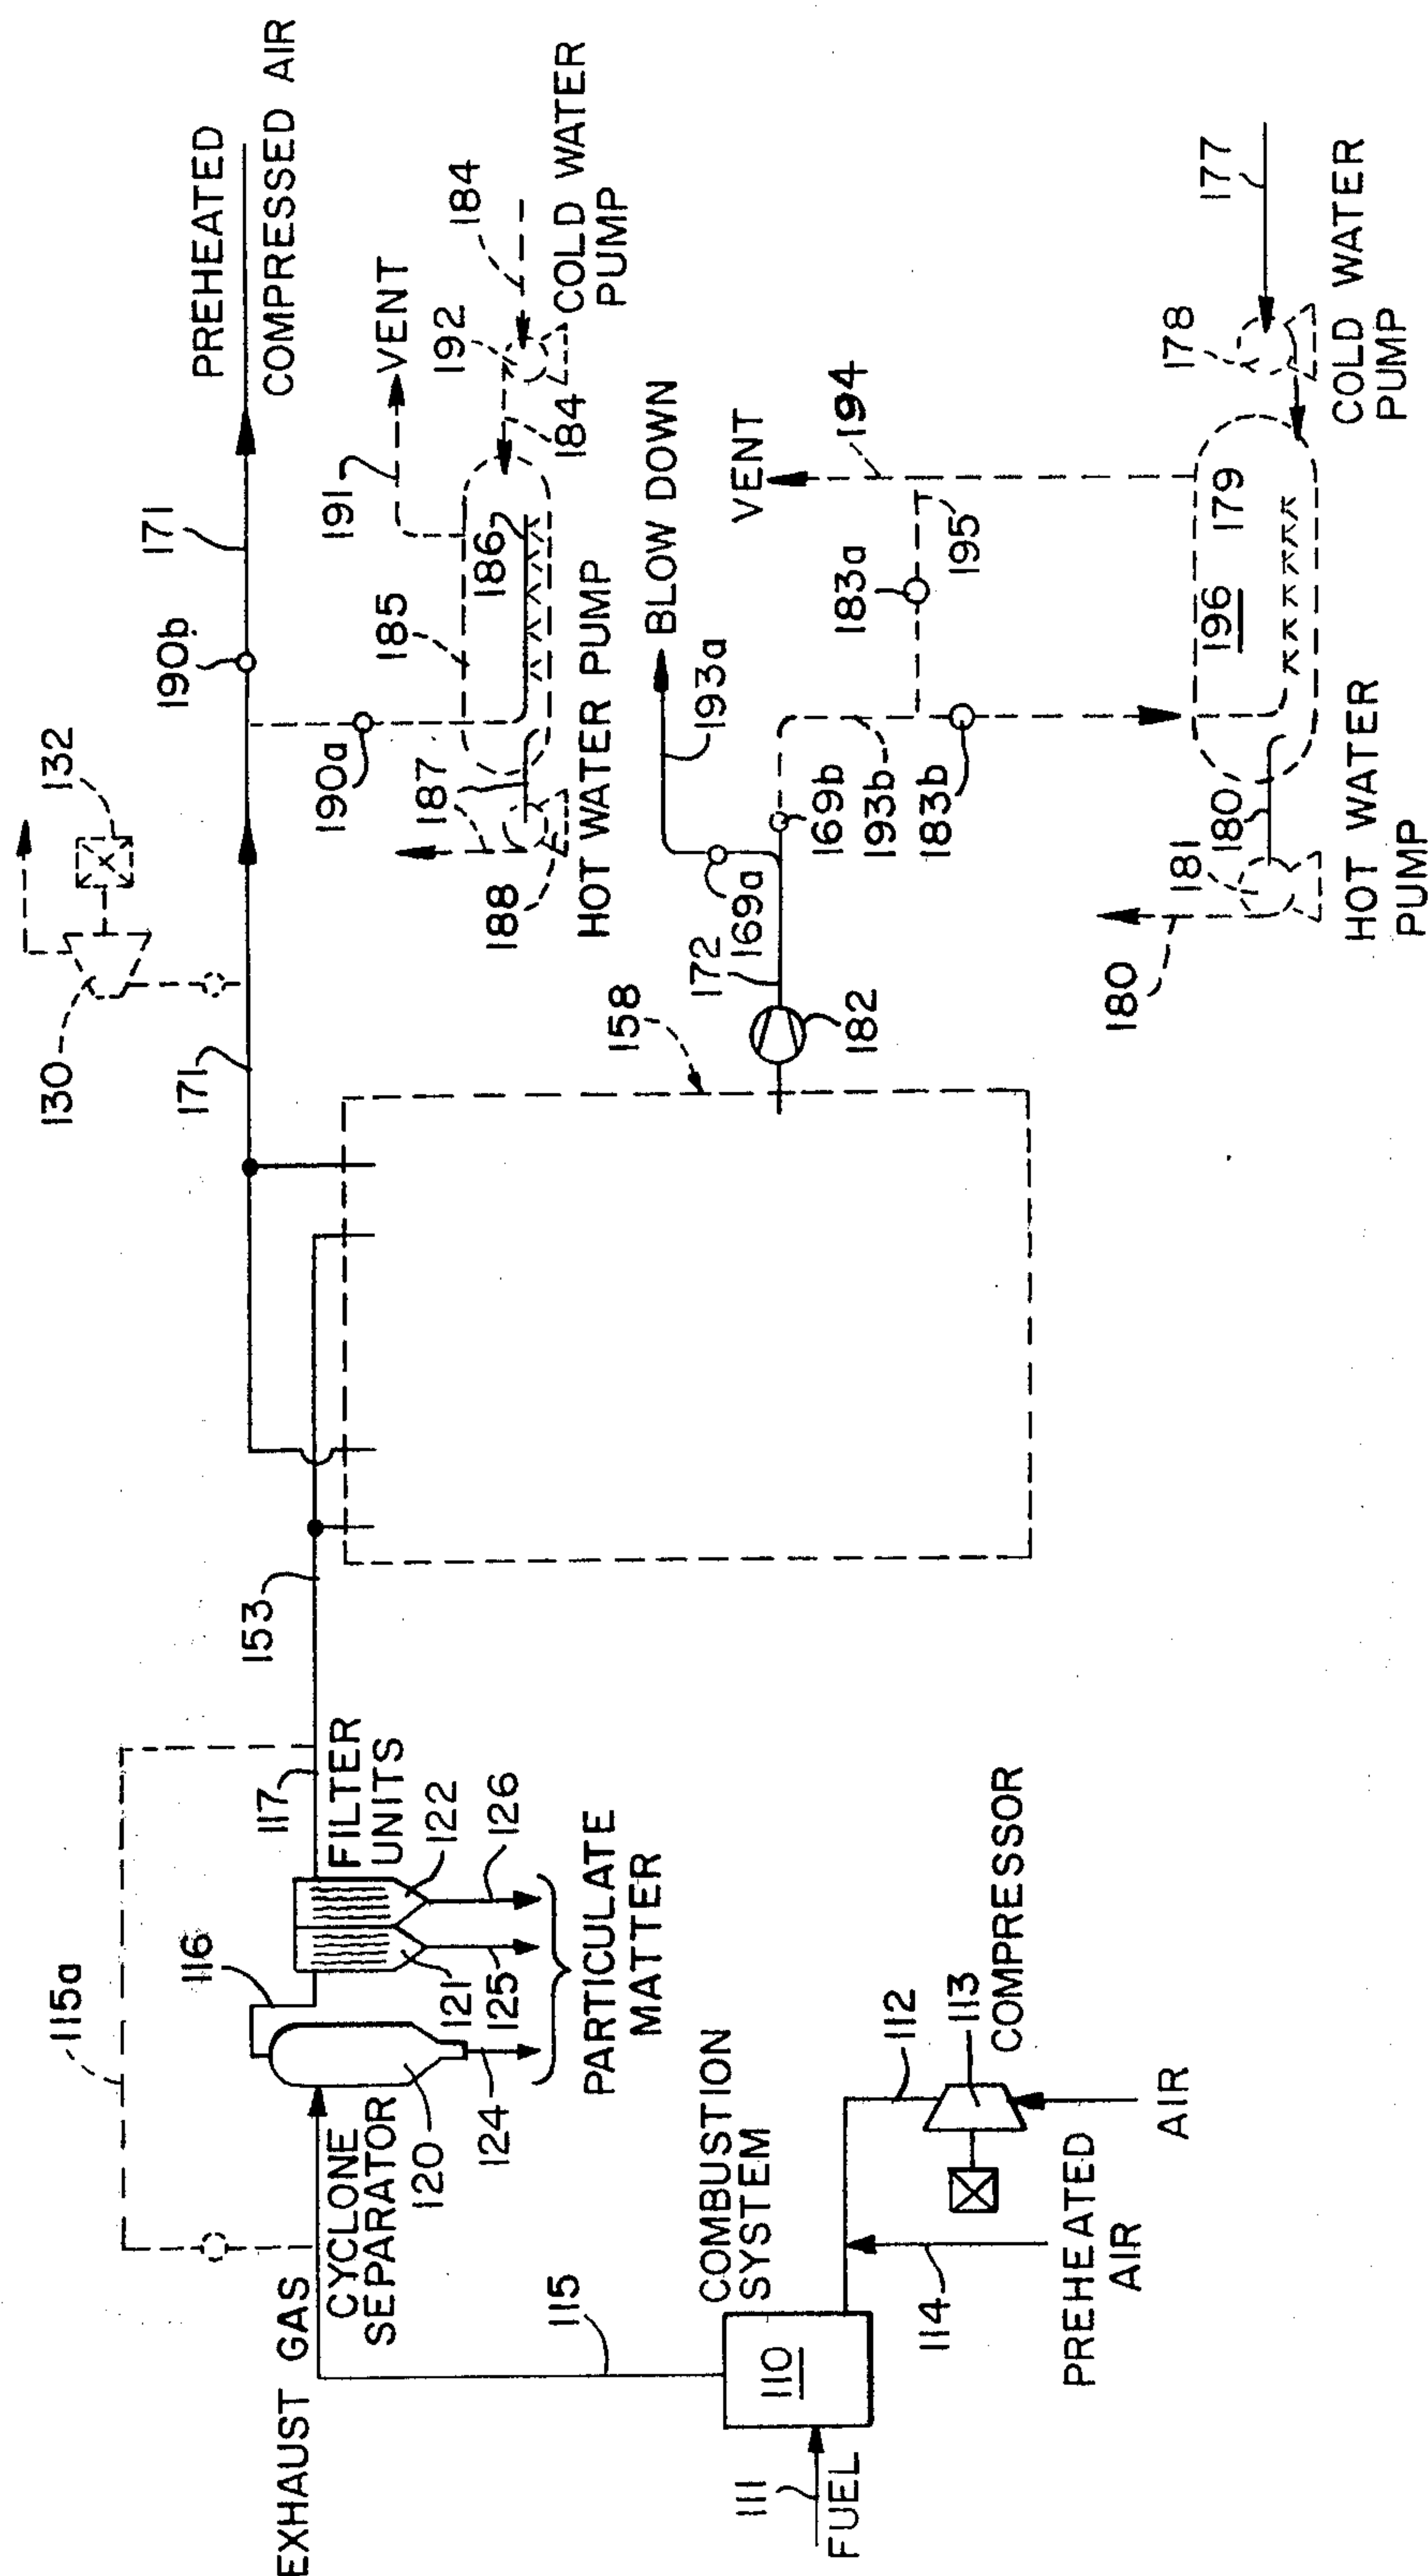 EXHAUST GAS
115a
116
117
FILTER
UNITS
122
126
121
125
CYCLONE
SEPARATOR
120
124
PARTICULATE
MATTER
115
COMBUSTION
SYSTEM
110
111
FUEL
112
113
COMPRESSOR
114
PREHEATED
AIR
AIR
153
158
171
130
132
190b
171
PREHEATED
COMPRESSED AIR
190a
185
186
187
188
HOT WATER PUMP
191
VENT
192
184
184
COLD WATER
PUMP
182
172
169a
193a
BLOW DOWN
169b
193b
183b
183a
195
194
VENT
196
179
180'
181
180
HOT WATER
PUMP
178
177
COLD WATER
PUMP